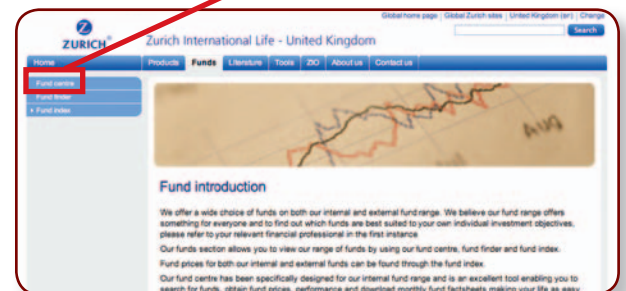 Global home page | Global Zurich sites | United Kingdom (en) | Change
Search
ZURICH
Zurich International Life - United Kingdom
Home Products Funds Literature Tools ZIO About us Contact us
Fund centre
Fund finder
Fund index
AUG
Fund introduction
We offer a wide choice of funds on both our internal and external fund range. We believe our fund range offers
something for everyone and to find out which funds are best suited to your own individual investment objectives,
please refer to your relevant financial professional in the first instance
Our funds section allows you to view our range of funds by using our fund centre, fund finder and fund index.
Fund prices for both our internal and external funds can be found through the fund index.
Our fund centre has been specifically designed for our internal fund range and is an excellent tool enabling you to
search for funds, obtain fund prices, performance and download monthly fund factsheets making your life as easy